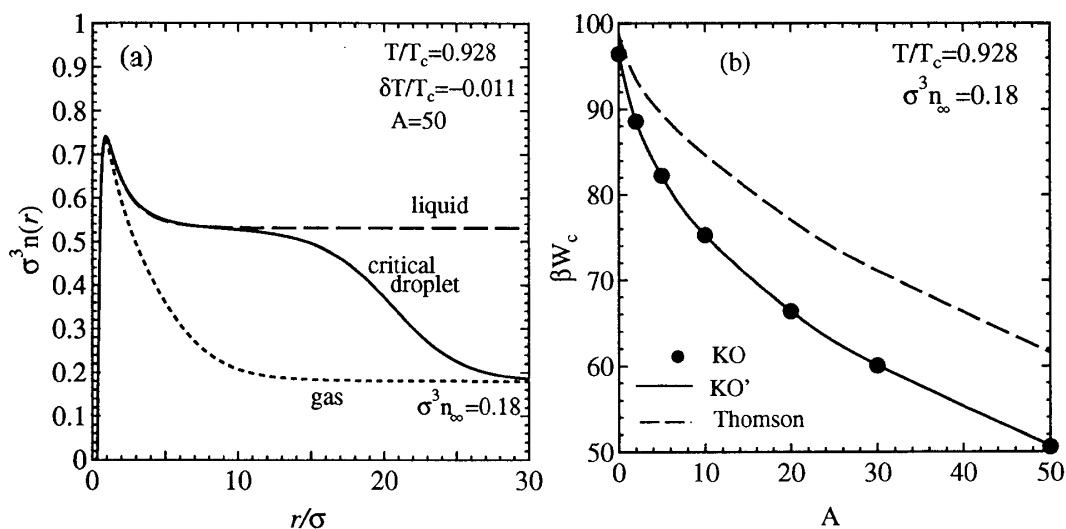 (a)
T/T_c=0.928
δT/T_c=−0.011
A=50
liquid
critical
droplet
gas
σ³n_∞=0.18
σ³n(r)
1
0.9
0.8
0.7
0.6
0.5
0.4
0.3
0.2
0.1
0
0 10 20 30
r/σ
(b)
T/T_c=0.928
σ³n_∞=0.18
βW_c
100
90
80
70
60
50
KO
KO'
Thomson
0 10 20 30 40 50
A